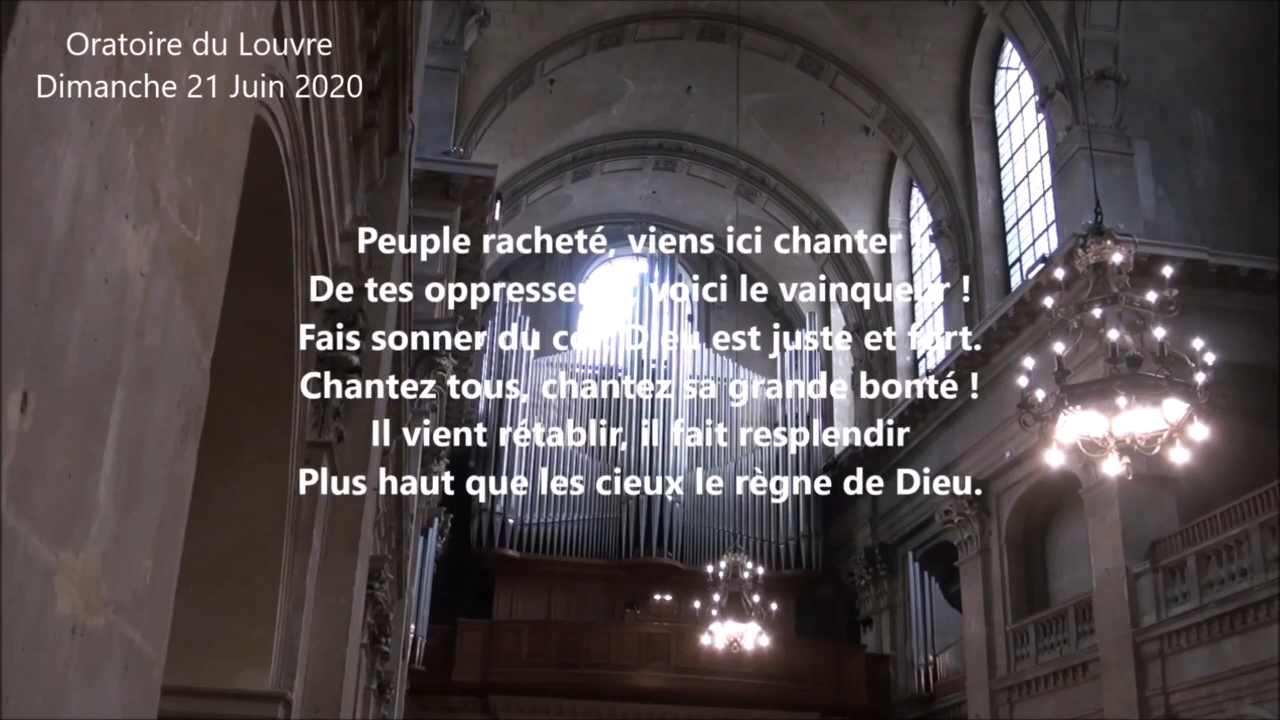 Oratoire du Louvre
Dimanche 21 Juin 2020
Peuple racheté, viens ici chanter
De tes oppresseurs, voici le vainqueur !
Fais sonner du cor. Dieu est juste et fort.
Chantez tous, chantez sa grande bonté !
Il vient rétablir, il fait resplendir
Plus haut que les cieux le règne de Dieu.